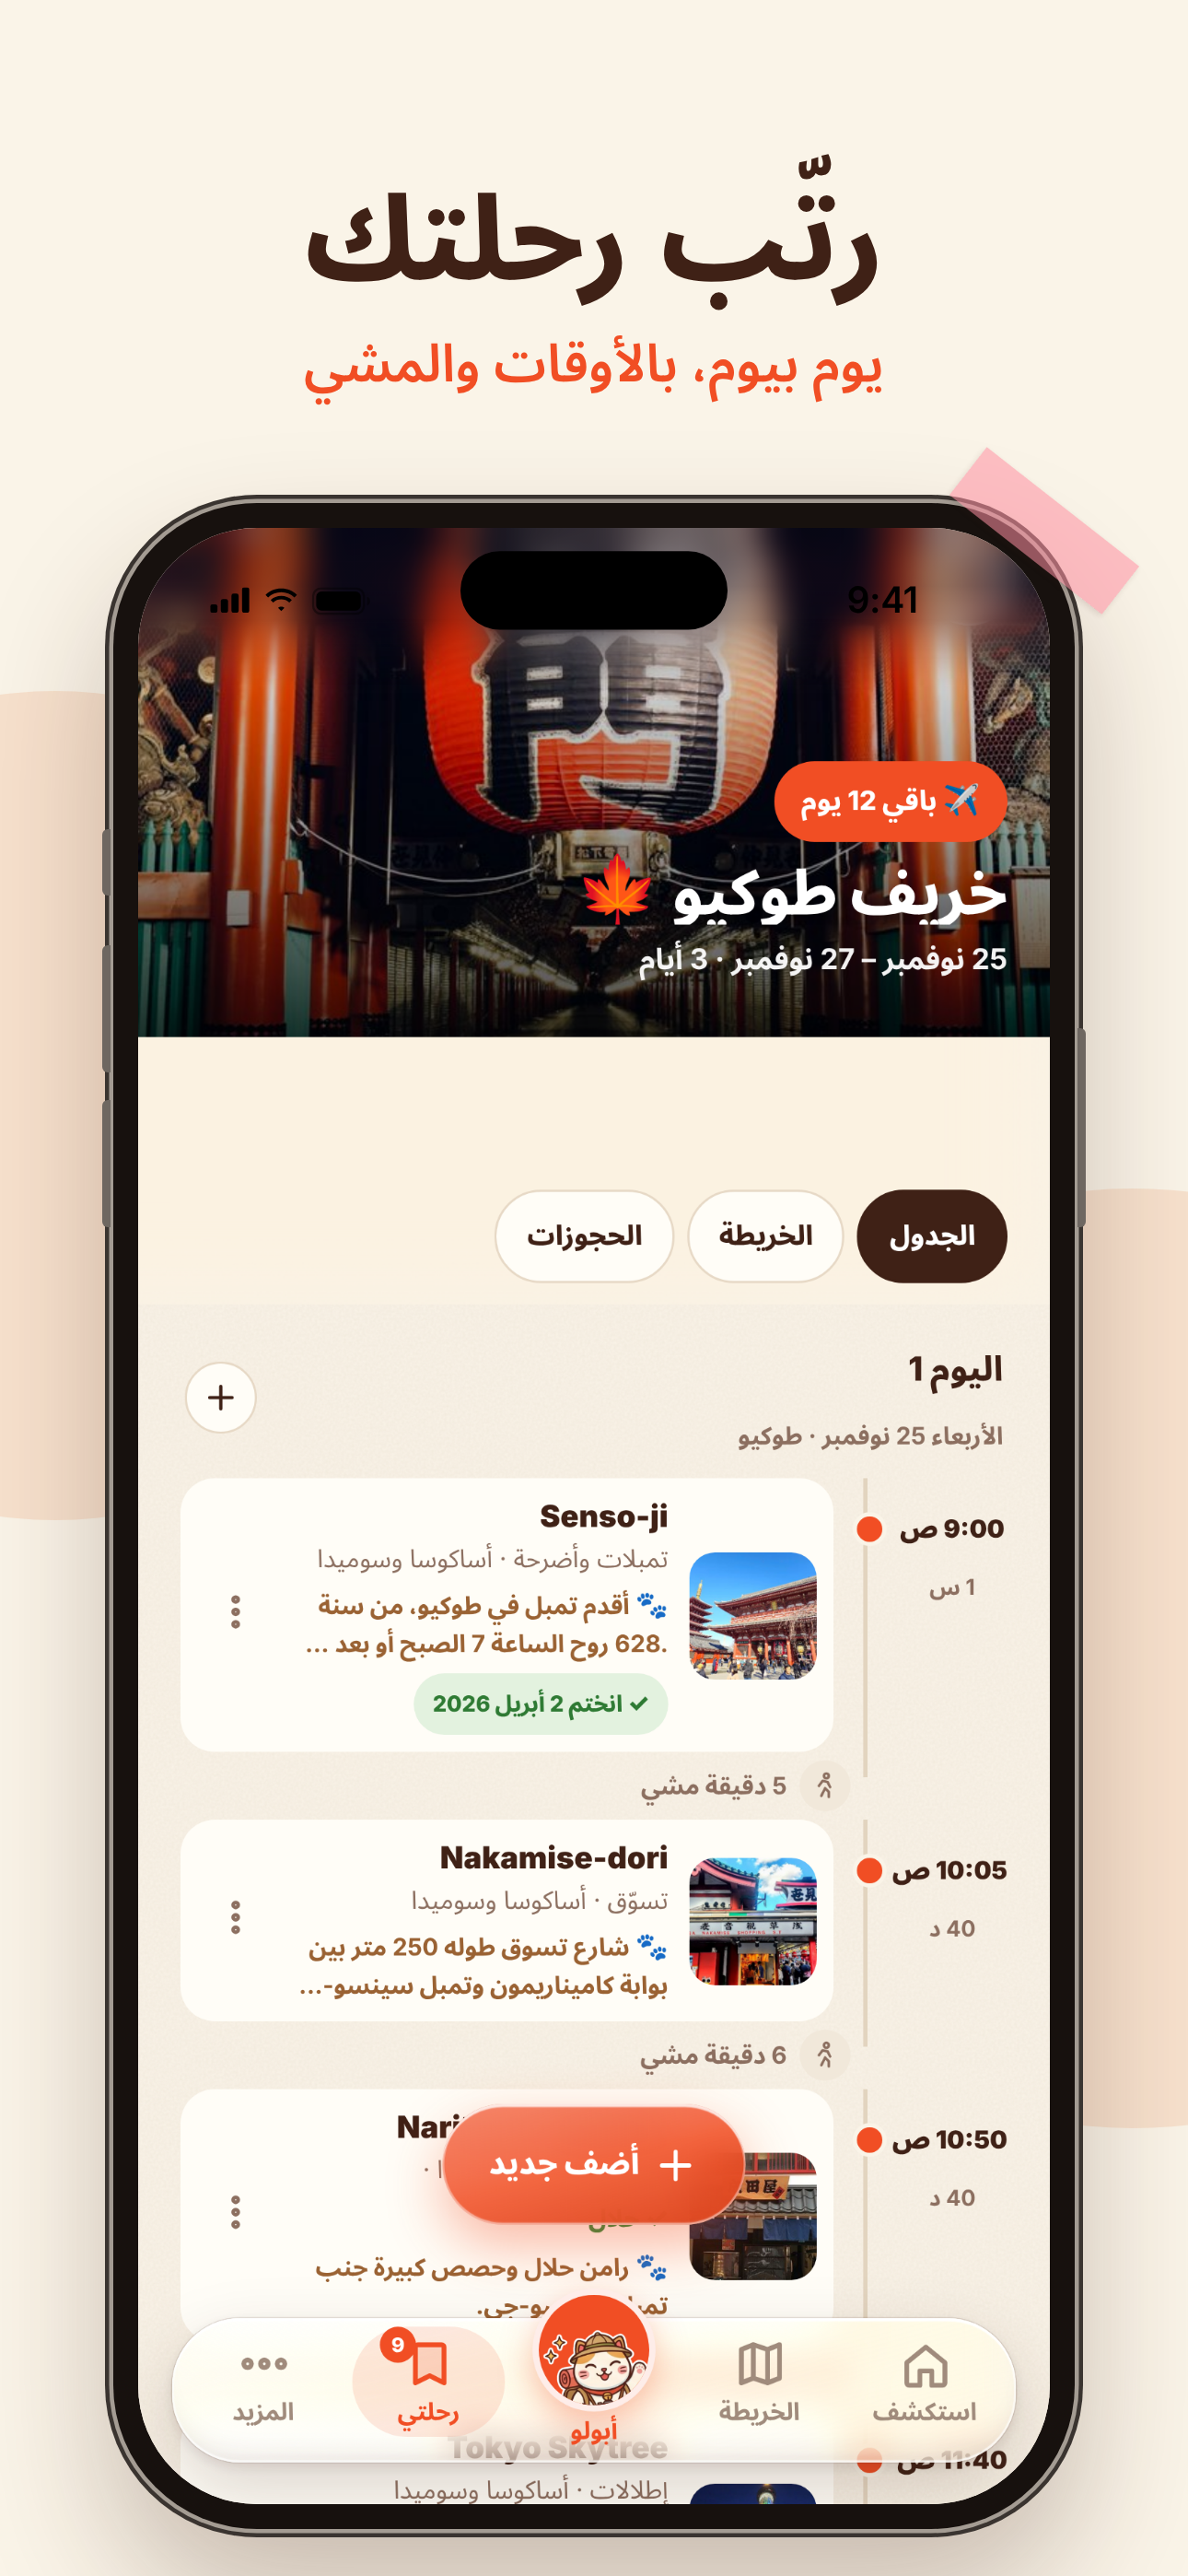 رتّب رحلتك
يوم بيوم، بالأوقات والمشي
9:41
門
باقي 12 يوم
خريف طوكيو
25 نوفمبر – 27 نوفمبر · 3 أيام
الجدول
الخريطة
الحجوزات
اليوم 1
الأربعاء 25 نوفمبر · طوكيو
9:00 ص
1 س
Senso-ji
تمبلات وأضرحة · أساكوسا وسوميدا
أقدم تمبل في طوكيو، من سنة
628. روح الساعة 7 الصبح أو بعد ...
✓ انختم 2 أبريل 2026
5 دقيقة مشي
10:05 ص
40 د
Nakamise-dori
تسوّق · أساكوسا وسوميدا
شارع تسوق طوله 250 متر بين
بوابة كاميناريمون وتمبل سينسو-...
6 دقيقة مشي
10:50 ص
40 د
+ أضف جديد
رامن حلال وحصص كبيرة جنب
استكشف
الخريطة
أبولو
رحلتي
9
المزيد
11:40 ص
Tokyo Skytree
إطلالات · أساكوسا وسوميدا